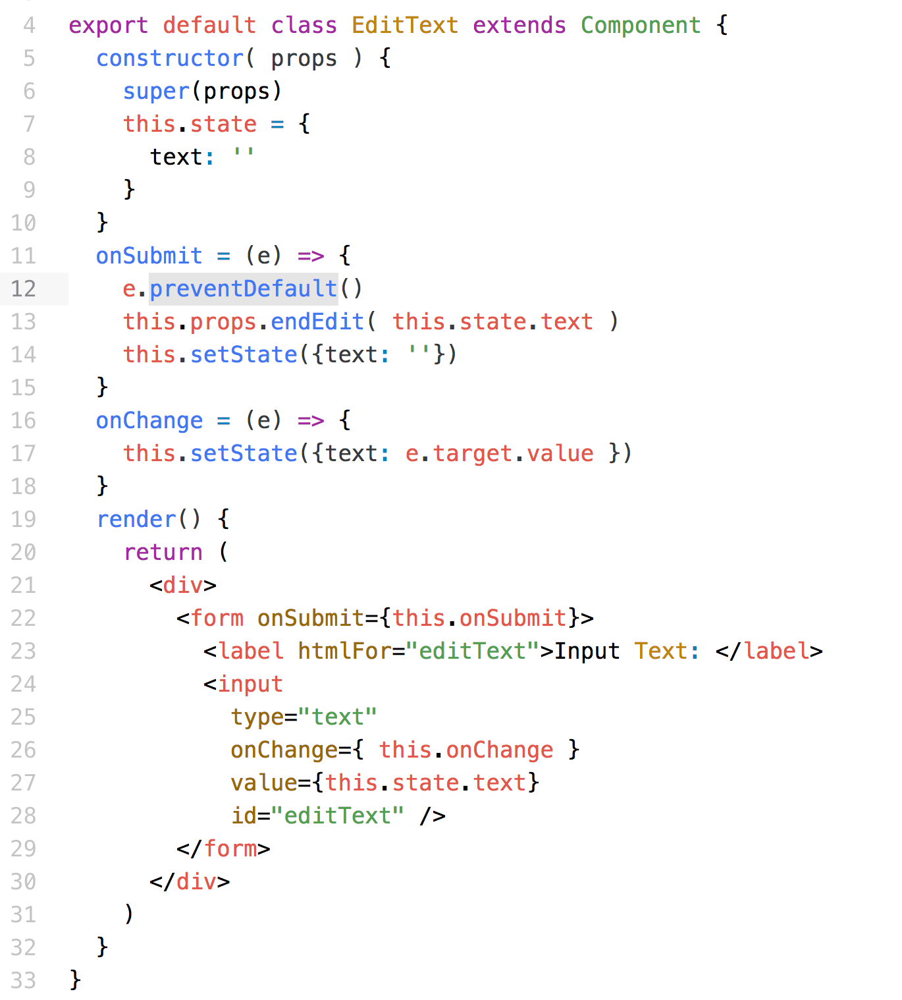 4 export default class EditText extends Component {
5 constructor( props ) {
6 super(props)
7 this.state = {
8 text: ''
9 }
10 }
11 onSubmit = (e) => {
12 e.preventDefault()
13 this.props.endEdit( this.state.text )
14 this.setState({text: ''})
15 }
16 onChange = (e) => {
17 this.setState({text: e.target.value })
18 }
19 render() {
20 return (
21 <div>
22 <form onSubmit={this.onSubmit}>
23 <label htmlFor="editText">Input Text: </label>
24 <input
25 type="text"
26 onChange={ this.onChange }
27 value={this.state.text}
28 id="editText" />
29 </form>
30 </div>
31 )
32 }
33 }